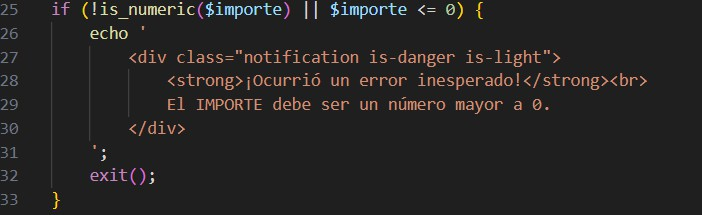 25 if (!is_numeric($importe) || $importe <= 0) {
26 echo '
27 <div class="notification is-danger is-light">
28 <strong>¡Ocurrió un error inesperado!</strong><br>
29 El IMPORTE debe ser un número mayor a 0.
30 </div>
31 ';
32 exit();
33 }